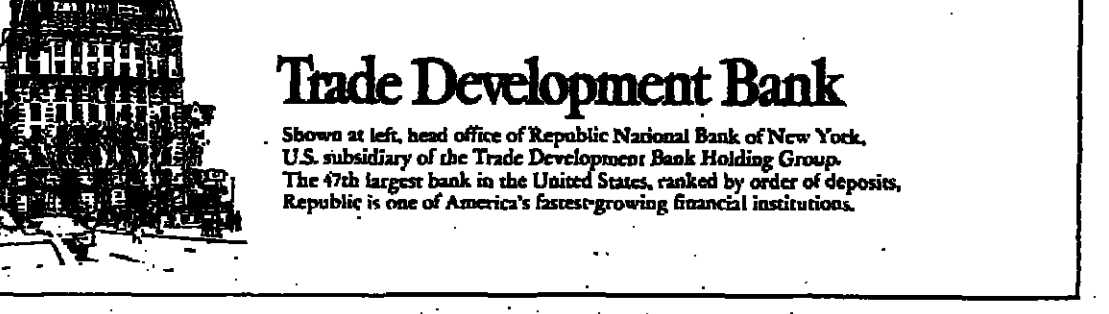 Trade Development Bank
Shown at left, head office of Republic National Bank of New York,
U.S. subsidiary of the Trade Development Bank Holding Group.
The 47th largest bank in the United States, ranked by order of deposits,
Republic is one of America's fastest-growing financial institutions.